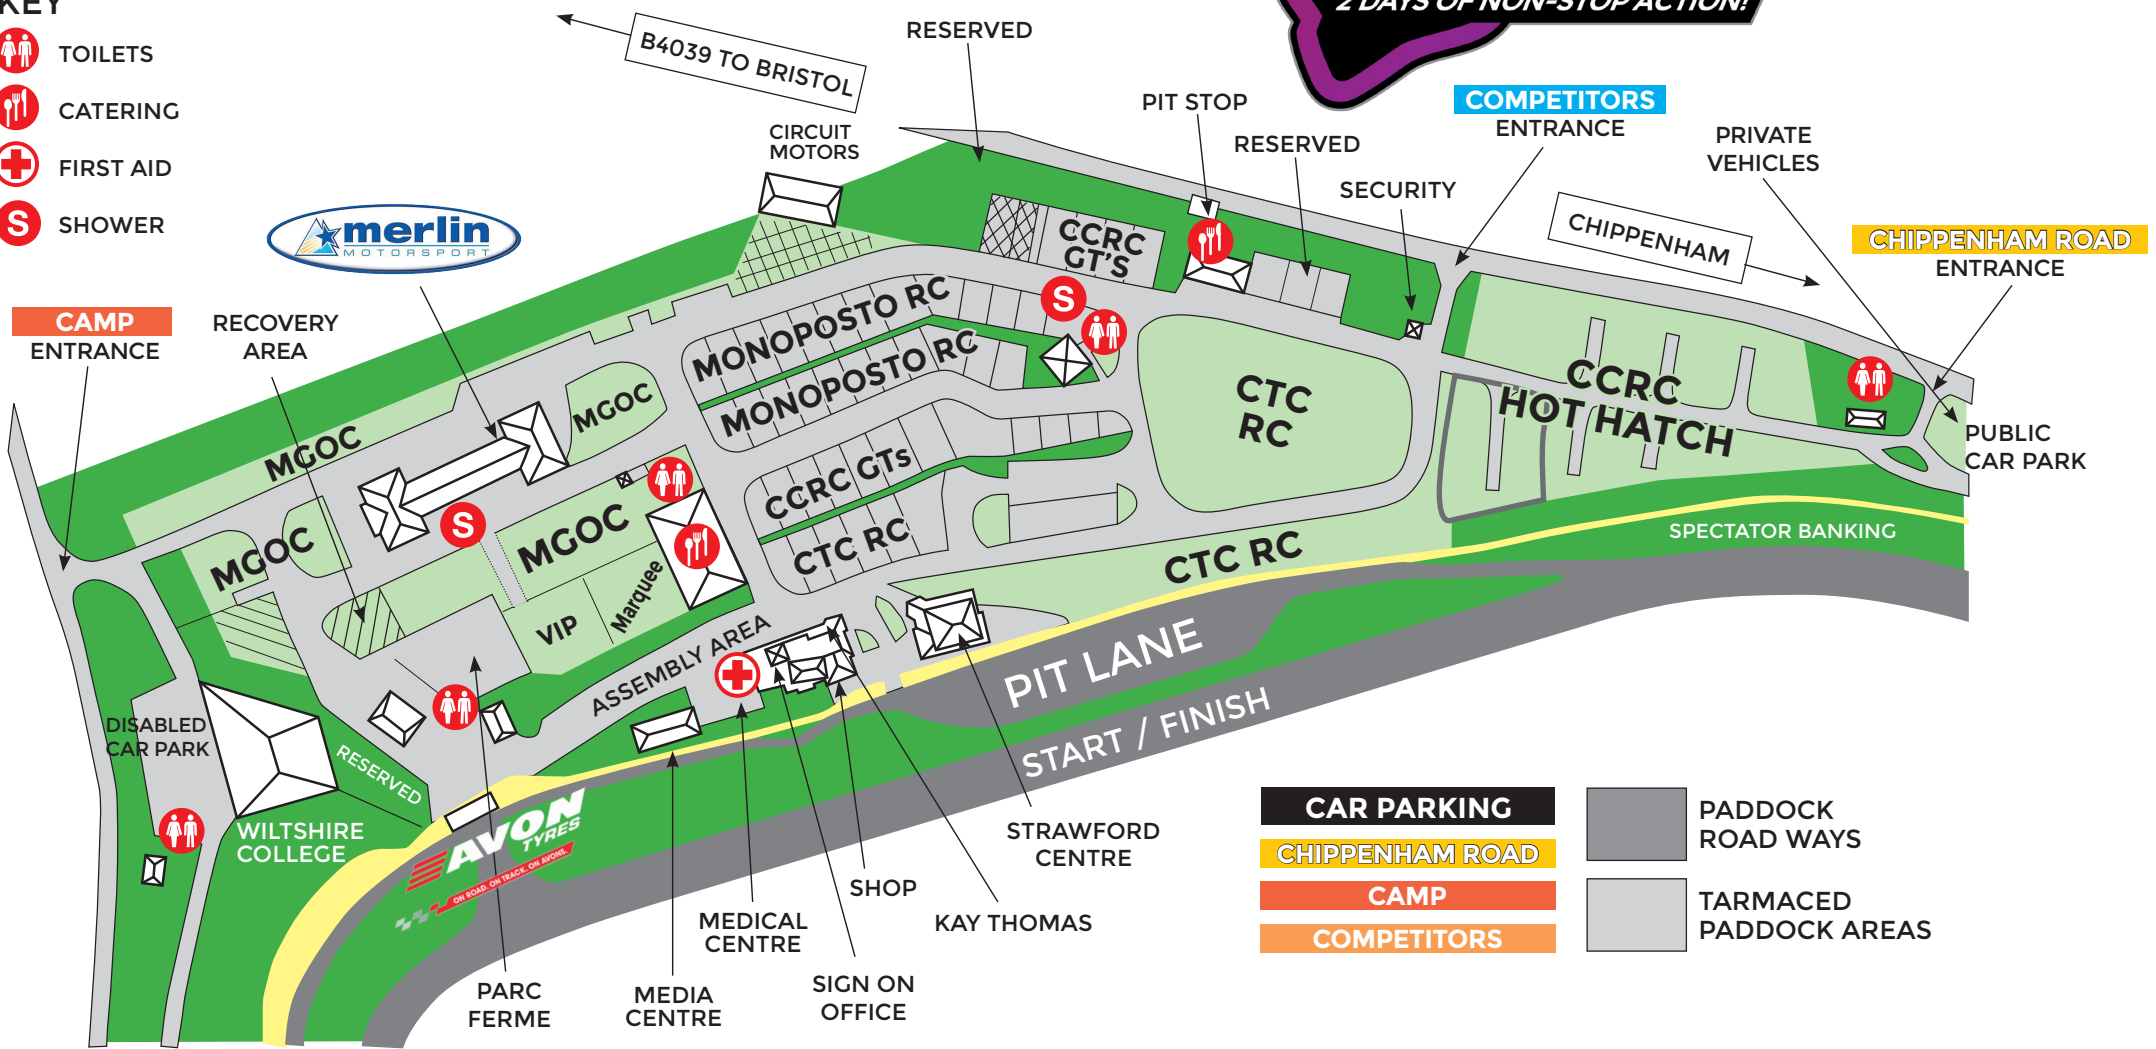 KEY
TOILETS
CATERING
FIRST AID
S
SHOWER
2 DAYS OF NON-STOP ACTION!
B4039 TO BRISTOL
RESERVED
CIRCUIT
MOTORS
PIT STOP
RESERVED
SECURITY
COMPETITORS
ENTRANCE
PRIVATE
VEHICLES
CHIPPENHAM
CHIPPENHAM ROAD
ENTRANCE
merlin
MOTORSPORT
CAMP
ENTRANCE
RECOVERY
AREA
CCRC
GT'S
S
MONOPOSTO RC
MONOPOSTO RC
MGOC
MGOC
CTC
RC
CCRC
HOT HATCH
PUBLIC
CAR PARK
CCRC GTs
CTC RC
S
MGOC
MGOC
VIP
Marquee
CTC RC
SPECTATOR BANKING
ASSEMBLY AREA
PIT LANE
START / FINISH
DISABLED
CAR PARK
RESERVED
WILTSHIRE
COLLEGE
AVON
TYRES
ON ROAD. ON TRACK. ON AVONS.
STRAWFORD
CENTRE
SHOP
KAY THOMAS
MEDICAL
CENTRE
SIGN ON
OFFICE
PARC
FERME
MEDIA
CENTRE
CAR PARKING
CHIPPENHAM ROAD
CAMP
COMPETITORS
PADDOCK
ROAD WAYS
TARMACED
PADDOCK AREAS